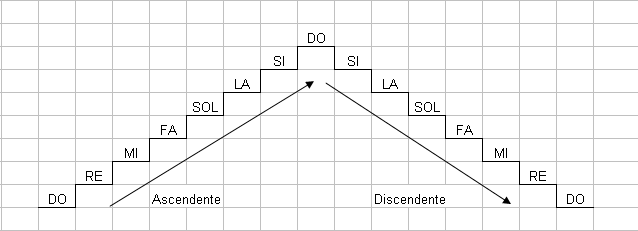 DO
SI SI
LA LA
SOL SOL
FA FA
MI MI
RE RE
DO Ascendente Discendente DO